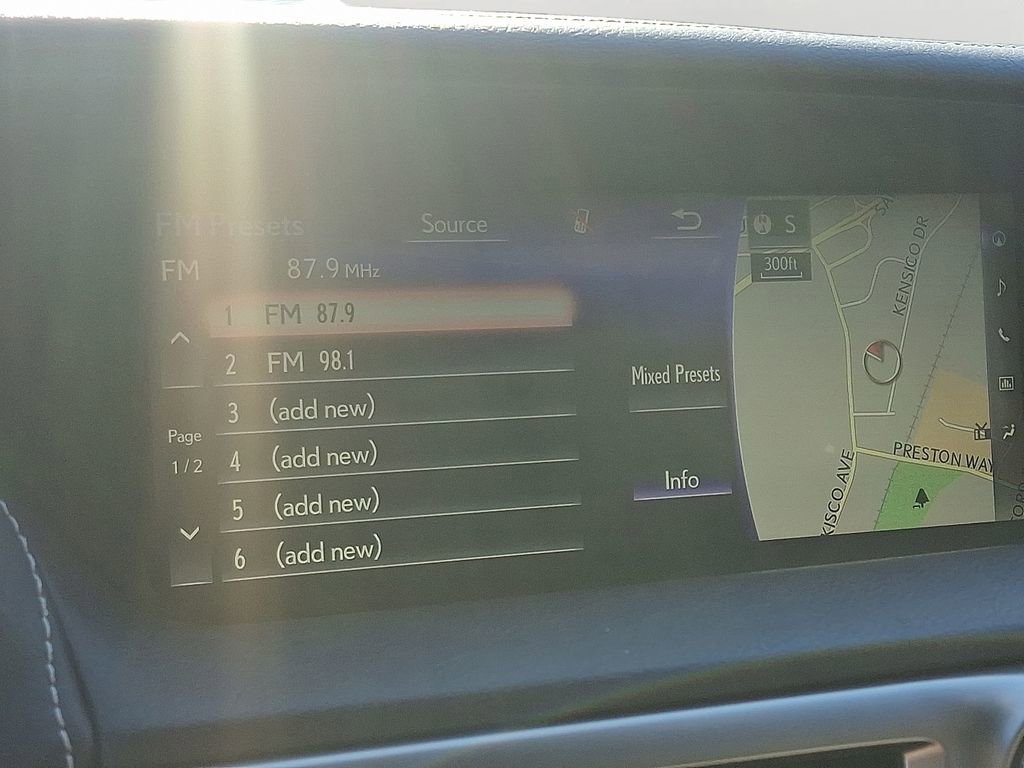 FM Presets
Source
FM 87.9 MHz
1 FM 87.9
2 FM 98.1
3 (add new)
4 (add new)
5 (add new)
6 (add new)
Page
1/2
Mixed Presets
Info
S
300ft
KENSICO DR
PRESTON WAY
KISCO AVE